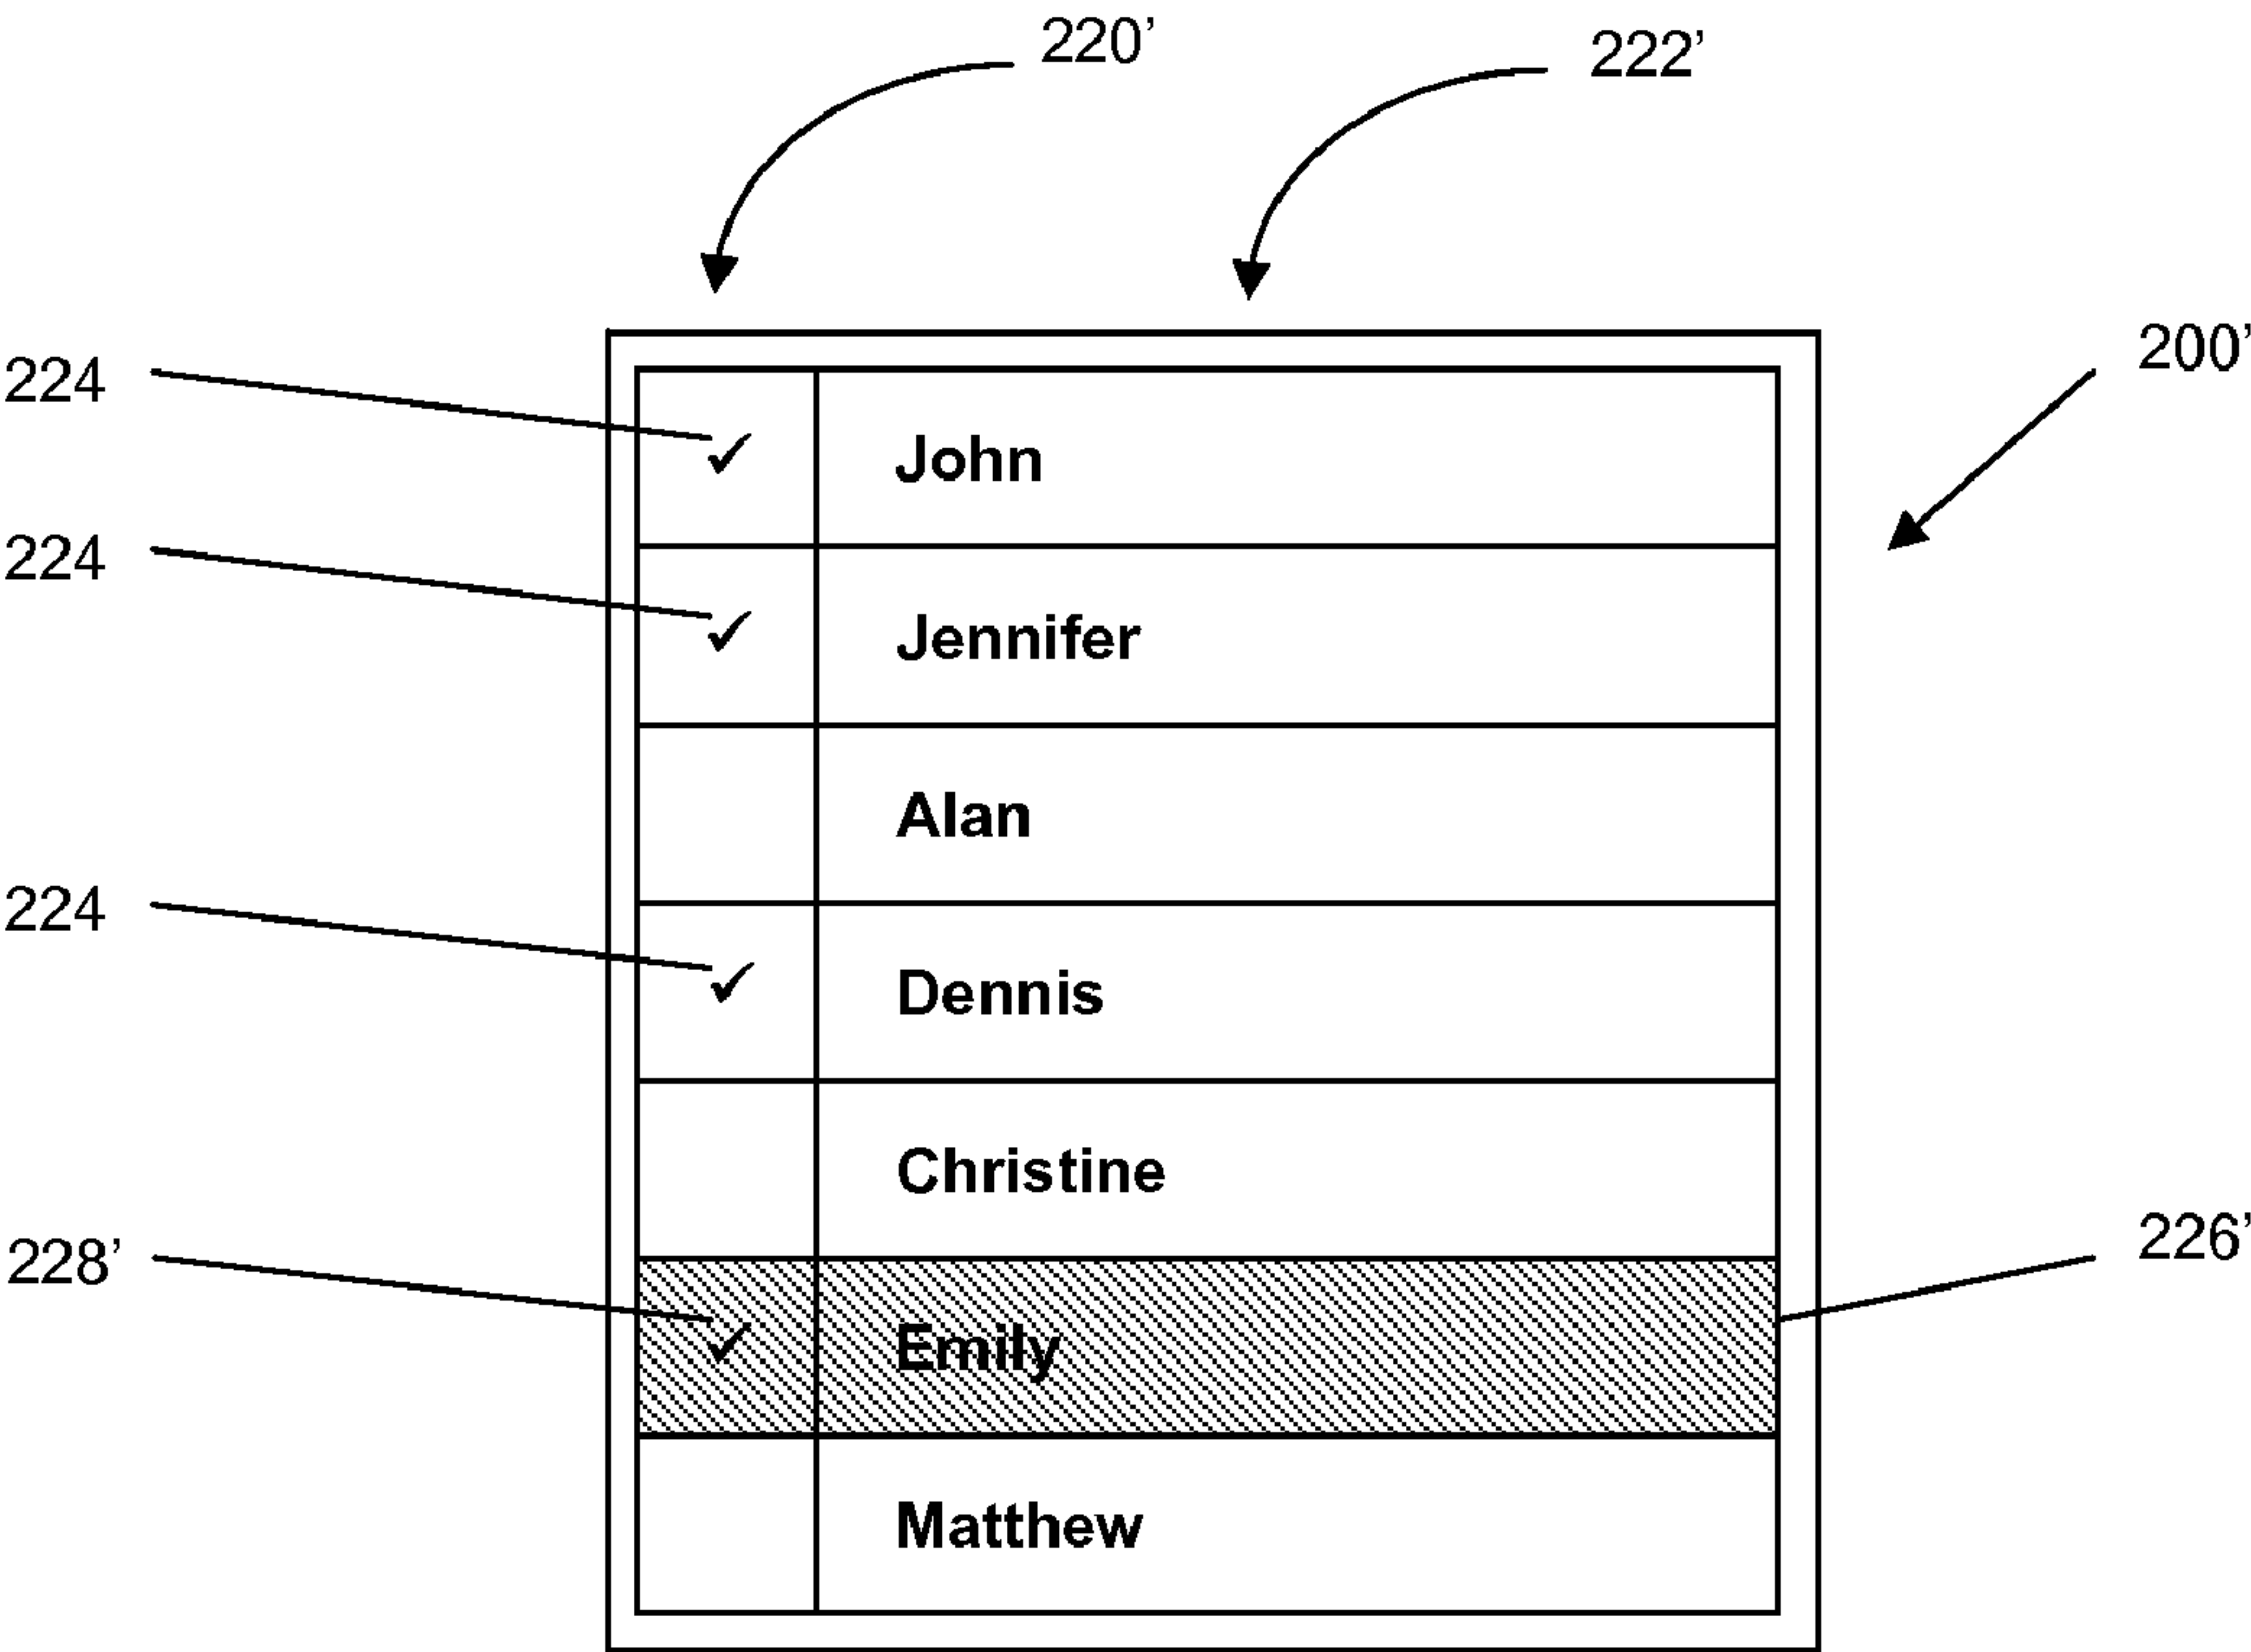 220’
222’
200’
224
✓ John
224
✓ Jennifer
Alan
224
✓ Dennis
Christine
228’
226’
✓ Emily
Matthew